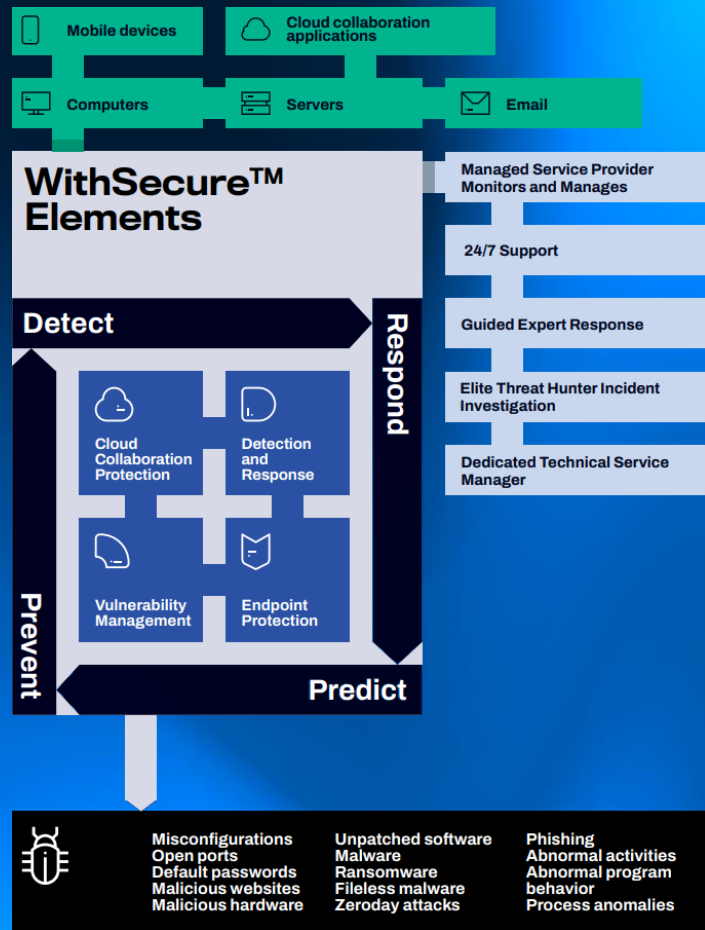 Mobile devices
Cloud collaboration
applications
Computers
Servers
Email
WithSecure™
Elements
Managed Service Provider
Monitors and Manages
24/7 Support
Guided Expert Response
Elite Threat Hunter Incident
Investigation
Dedicated Technical Service
Manager
Detect
Respond
Predict
Prevent
Cloud
Collaboration
Protection
Detection
and
Response
Vulnerability
Management
Endpoint
Protection
Misconfigurations
Open ports
Default passwords
Malicious websites
Malicious hardware
Unpatched software
Malware
Ransomware
Fileless malware
Zeroday attacks
Phishing
Abnormal activities
Abnormal program
behavior
Process anomalies